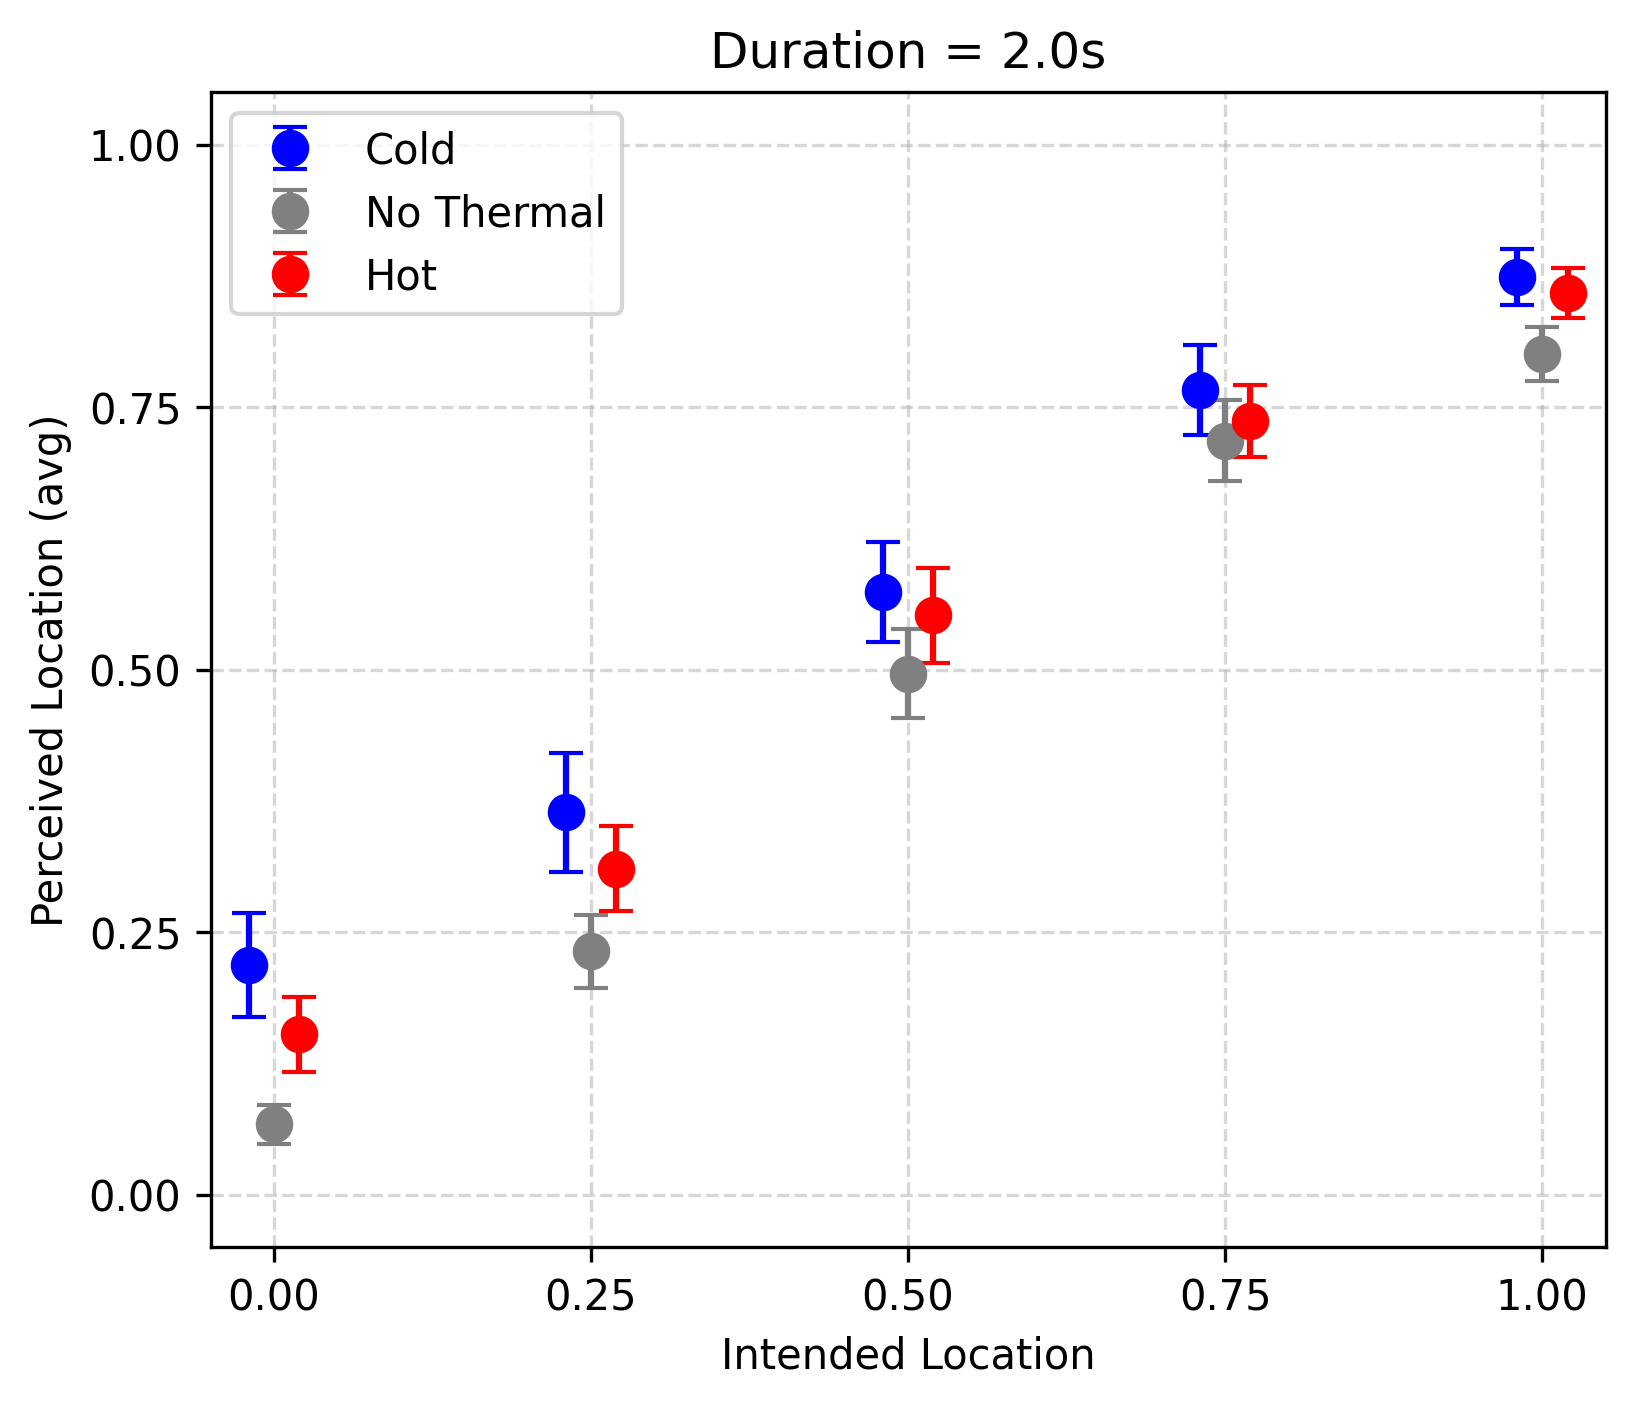 Duration = 2.0s
Cold
No Thermal
Hot
1.00
0.75
0.50
0.25
0.00
Perceived Location (avg)
0.00 0.25 0.50 0.75 1.00
Intended Location